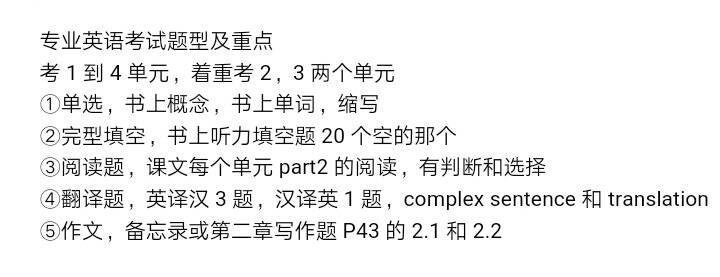 专业英语考试题型及重点
考 1 到 4 单元，着重考 2，3 两个单元
①单选，书上概念，书上单词，缩写
②完型填空，书上听力填空题 20 个空的那个
③阅读题，课文每个单元 part2 的阅读，有判断和选择
④翻译题，英译汉 3 题，汉译英 1 题，complex sentence 和 translation
⑤作文，备忘录或第二章写作题 P43 的 2.1 和 2.2